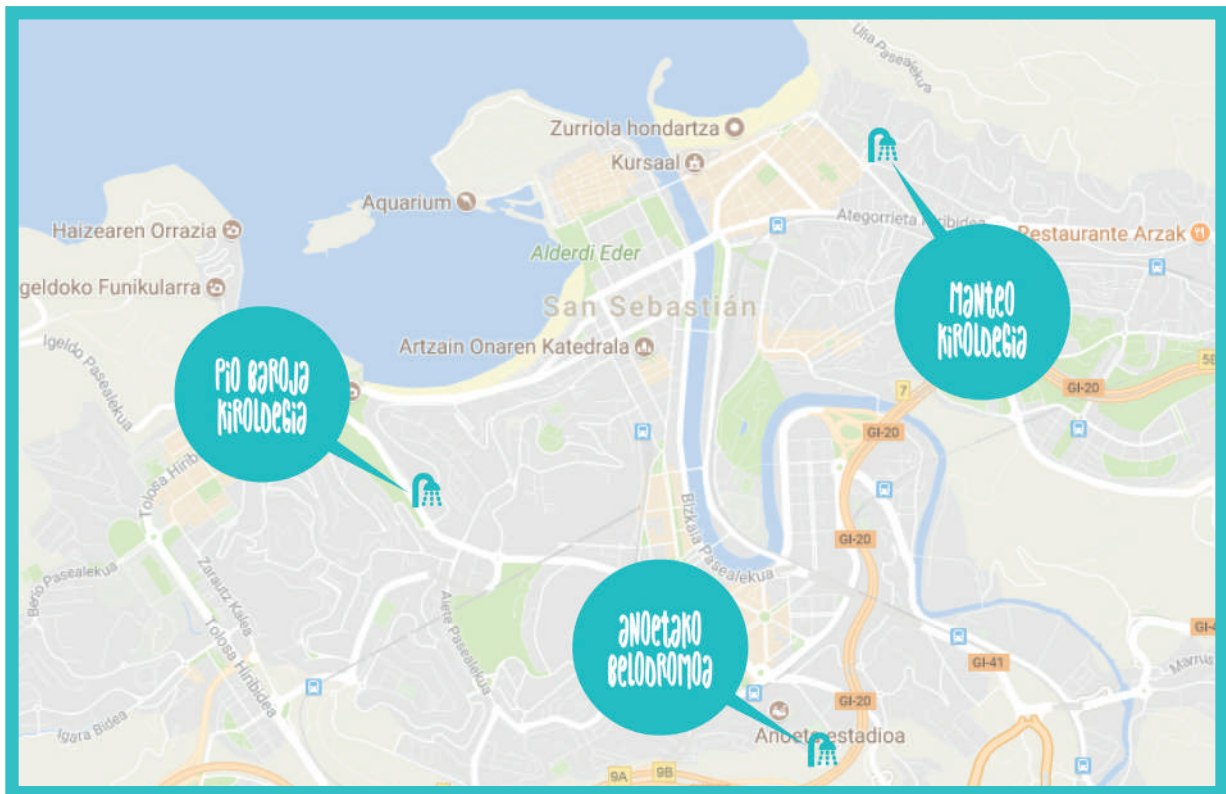 Ulia Pasealekua
Zurriola hondartza
Kursaal
Aquarium
Haizearen Orrazia
Ategorrieta Hiribidea
Restaurante Arzak
Alderdi Eder
geldoko Funikularra
MANTEO
KIROLDEGIA
San Sebastián
Igeldo Pasealekua
Artzain Onaren Katedrala
PIO BAROJA
KIROLDEGIA
7
GI-20
GI-20
Tolosa Hiribidea
Bizkaia Pasealekua
GI-20
Berio Pasealekua
Zarautz Kalea
Aiete Pasealekua
ANOETAKO
BELODROMOA
Tolosa Hiribidea
GI-41
GI-20
Igara Bidea
Anoeta estadioa
9A
9B